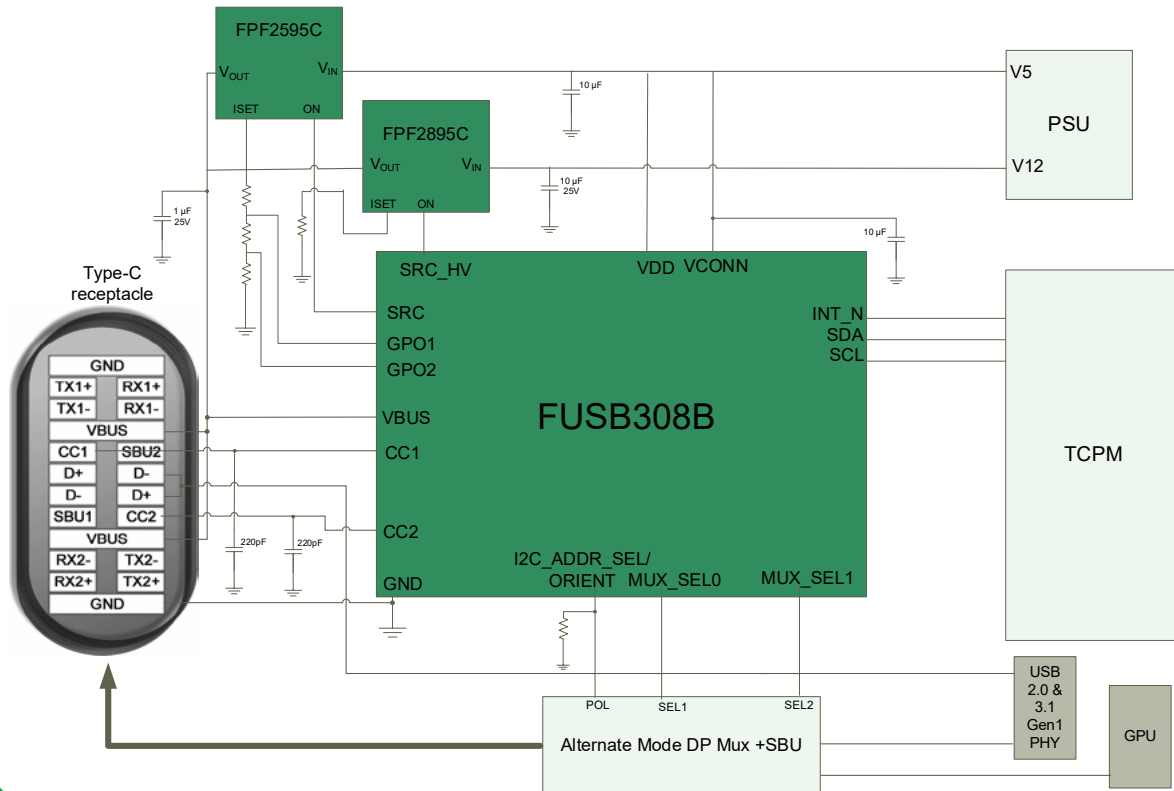 FPF2595C
VOUT
VIN
ISET
ON
FPF2895C
VOUT
VIN
ISET
ON
10 µF
10 µF
25V
1 µF
25V
10 µF
V5
PSU
V12
Type-C
receptacle
GND
TX1+
RX1+
TX1-
RX1-
VBUS
CC1
SBU2
D+
D-
D-
D+
SBU1
CC2
VBUS
RX2-
TX2-
RX2+
TX2+
GND
220pF
220pF
SRC_HV
VDD
VCONN
SRC
GPO1
GPO2
VBUS
CC1
CC2
GND
FUSB308B
INT_N
SDA
SCL
I2C_ADDR_SEL/
ORIENT
MUX_SEL0
MUX_SEL1
TCPM
POL
SEL1
SEL2
Alternate Mode DP Mux +SBU
USB
2.0 &
3.1
Gen1
PHY
GPU